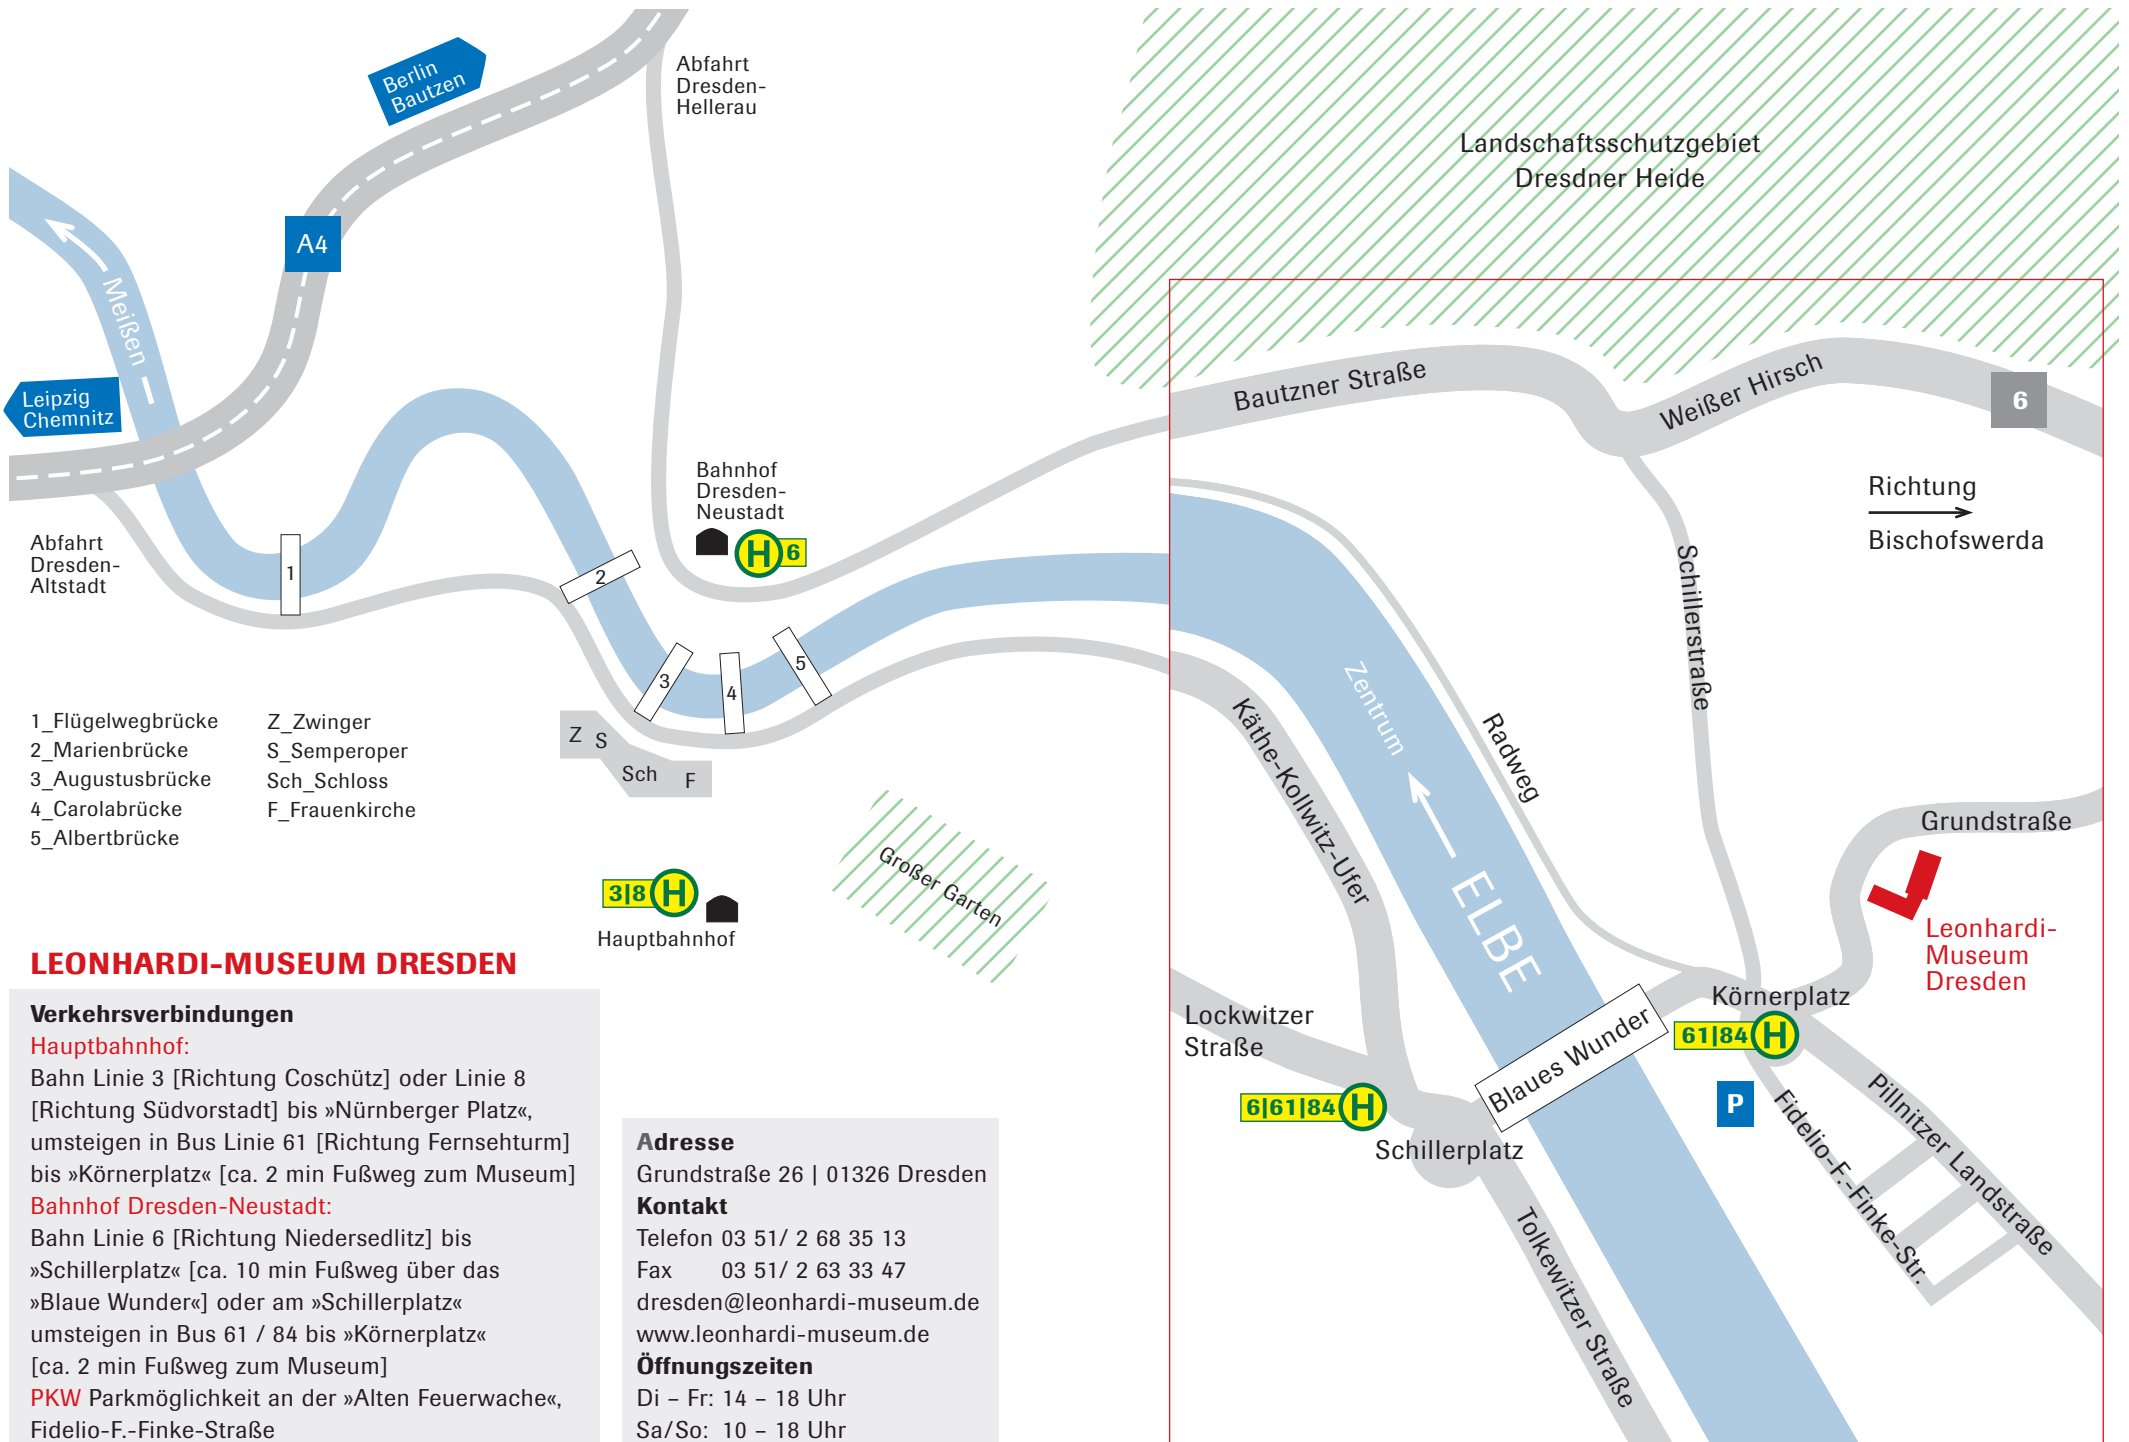 Berlin
Bautzen
Abfahrt
Dresden-
Hellerau
Landschaftsschutzgebiet
Dresdner Heide
A4
Meißen
Leipzig
Chemnitz
Bautzner Straße
Weißer Hirsch
6
Richtung
Bischofswerda
Bahnhof
Dresden-
Neustadt
H 6
Abfahrt
Dresden-
Altstadt
1
2
3
4
5
Schillerstraße
Zentrum
ELBE
Radweg
Käthe-Kollwitz-Ufer
1_Flügelwegbrücke
2_Marienbrücke
3_Augustusbrücke
4_Carolabrücke
5_Albertbrücke
Z_Zwinger
S_Semperoper
Sch_Schloss
F_Frauenkirche
Z S
Sch F
Großer Garten
3|8 H
Hauptbahnhof
Grundstraße
Leonhardi-
Museum
Dresden
Körnerplatz
61|84 H
Lockwitzer
Straße
Blaues Wunder
6|61|84 H
Schillerplatz
P
Pillnitzer Landstraße
Fidelio-F.-Finke-Str.
Tolkewitzer Straße
LEONHARDI-MUSEUM DRESDEN
Verkehrsverbindungen
Hauptbahnhof:
Bahn Linie 3 [Richtung Coschütz] oder Linie 8
[Richtung Südvorstadt] bis »Nürnberger Platz«,
umsteigen in Bus Linie 61 [Richtung Fernsehturm]
bis »Körnerplatz« [ca. 2 min Fußweg zum Museum]
Bahnhof Dresden-Neustadt:
Bahn Linie 6 [Richtung Niedersedlitz] bis
»Schillerplatz« [ca. 10 min Fußweg über das
»Blaue Wunder«] oder am »Schillerplatz«
umsteigen in Bus 61 / 84 bis »Körnerplatz«
[ca. 2 min Fußweg zum Museum]
PKW Parkmöglichkeit an der »Alten Feuerwache«,
Fidelio-F.-Finke-Straße
Adresse
Grundstraße 26 | 01326 Dresden
Kontakt
Telefon 03 51/ 2 68 35 13
Fax 03 51/ 2 63 33 47
dresden@leonhardi-museum.de
www.leonhardi-museum.de
Öffnungszeiten
Di – Fr: 14 – 18 Uhr
Sa/So: 10 – 18 Uhr